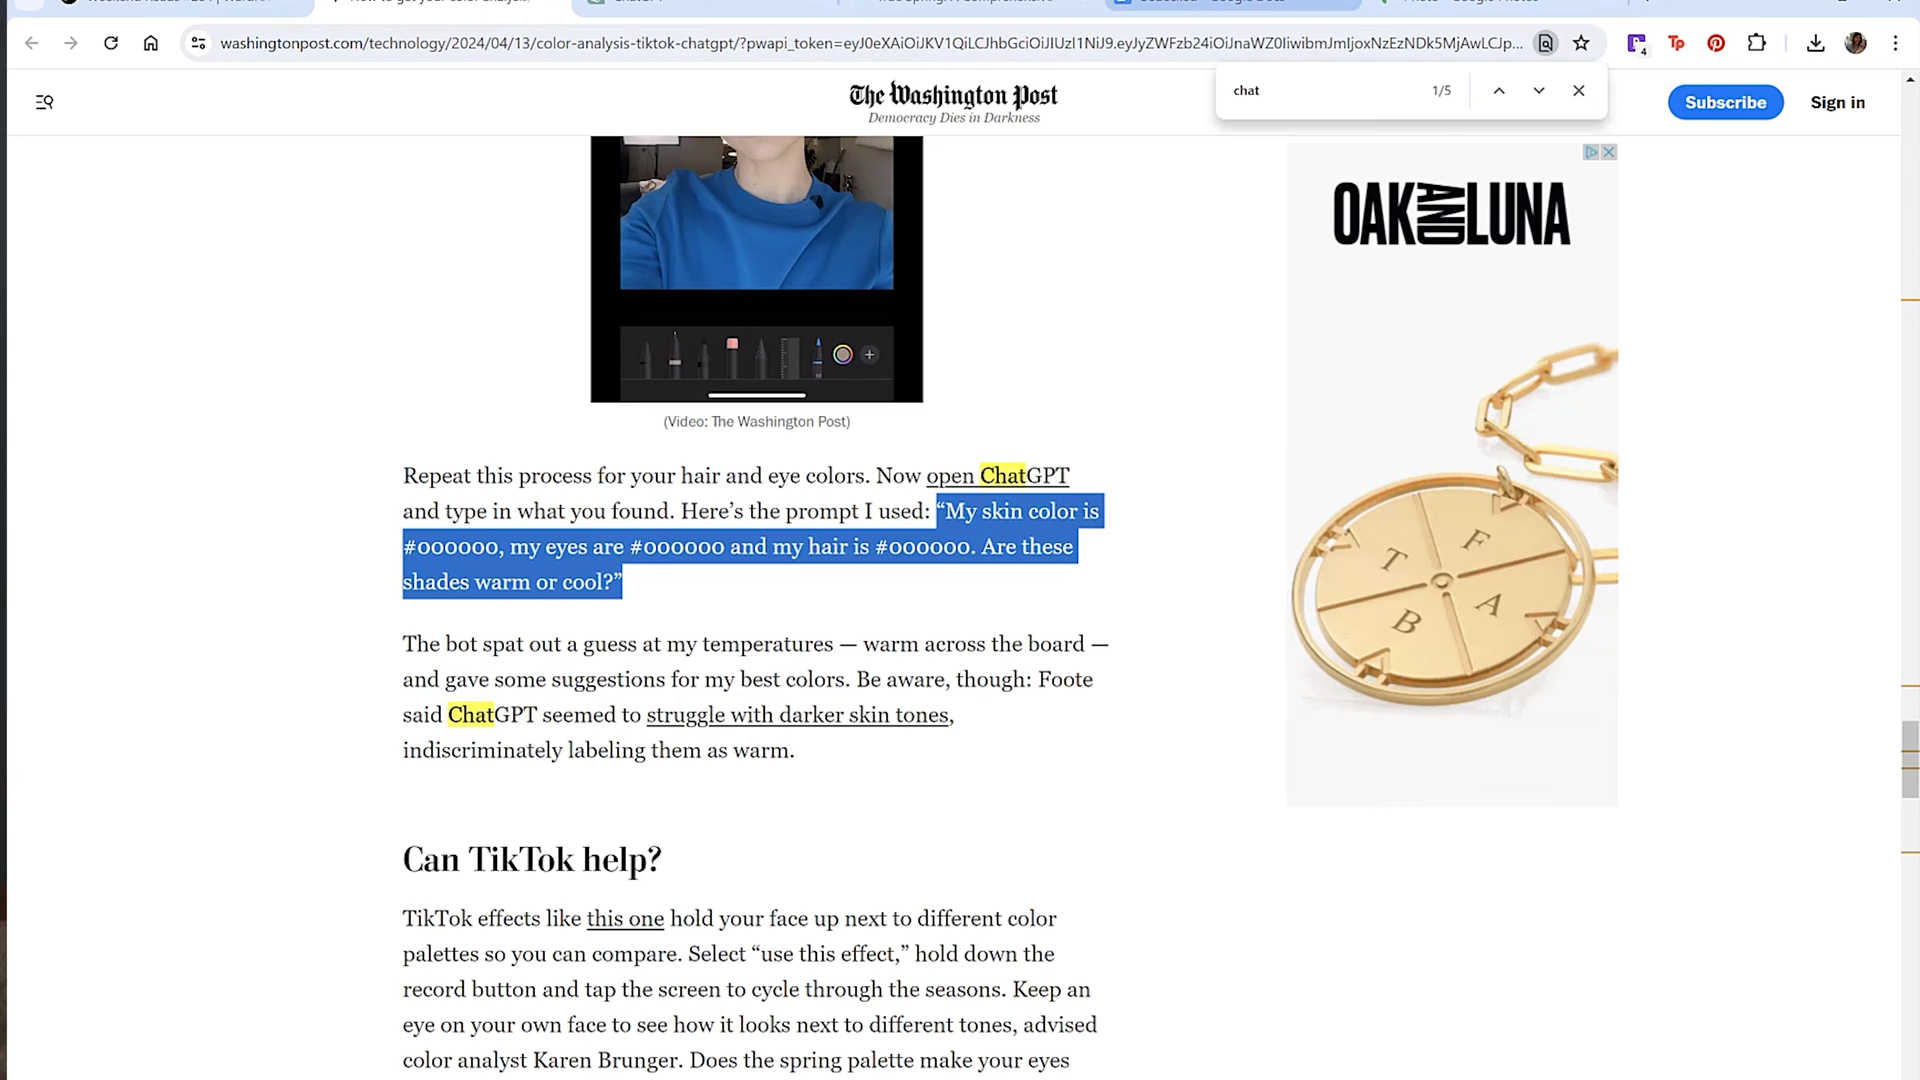 washingtonpost.com/technology/2024/04/13/color-analysis-tiktok-chatgpt/?pwapi_token=eyJ0eXAiOiJKV1QiLCJhbGciOiJIUzI1NiJ9.eyJyZWFzb24iOiJnaWZ0IiwibmJmIjoxNzEzNDk5MjAwLCJp...
4
Tp
chat
1/5
The Washington Post
Democracy Dies in Darkness
Subscribe
Sign in
OAK AND LUNA
(Video: The Washington Post)
Repeat this process for your hair and eye colors. Now open ChatGPT
and type in what you found. Here’s the prompt I used: “My skin color is
#000000, my eyes are #000000 and my hair is #000000. Are these
shades warm or cool?”
T
F
B
A
The bot spat out a guess at my temperatures — warm across the board —
and gave some suggestions for my best colors. Be aware, though: Foote
said ChatGPT seemed to struggle with darker skin tones,
indiscriminately labeling them as warm.
Can TikTok help?
TikTok effects like this one hold your face up next to different color
palettes so you can compare. Select “use this effect,” hold down the
record button and tap the screen to cycle through the seasons. Keep an
eye on your own face to see how it looks next to different tones, advised
color analyst Karen Brunger. Does the spring palette make your eyes